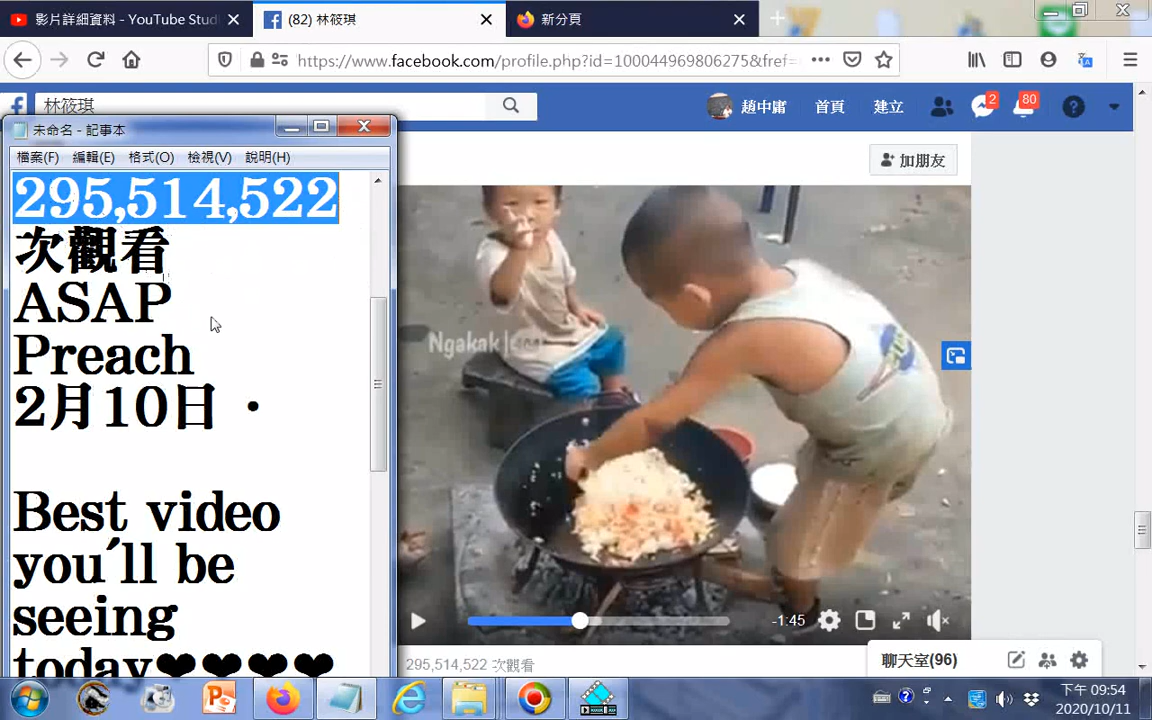 影片詳細資料 - YouTube Stud
(82) 林筱琪
新分頁
https://www.facebook.com/profile.php?id=100044969806275&fref=
林筱琪
趙中庸
首頁
建立
2
80
未命名 - 記事本
檔案(F) 編輯(E) 格式(O) 檢視(V) 說明(H)
295,514,522
次觀看
ASAP
Preach
2月10日・
Best video
you´ll be
seeing
today❤❤❤❤
加朋友
Ngakak
-1:45
295,514,522 次觀看
聊天室(96)
下午 09:54
2020/10/11